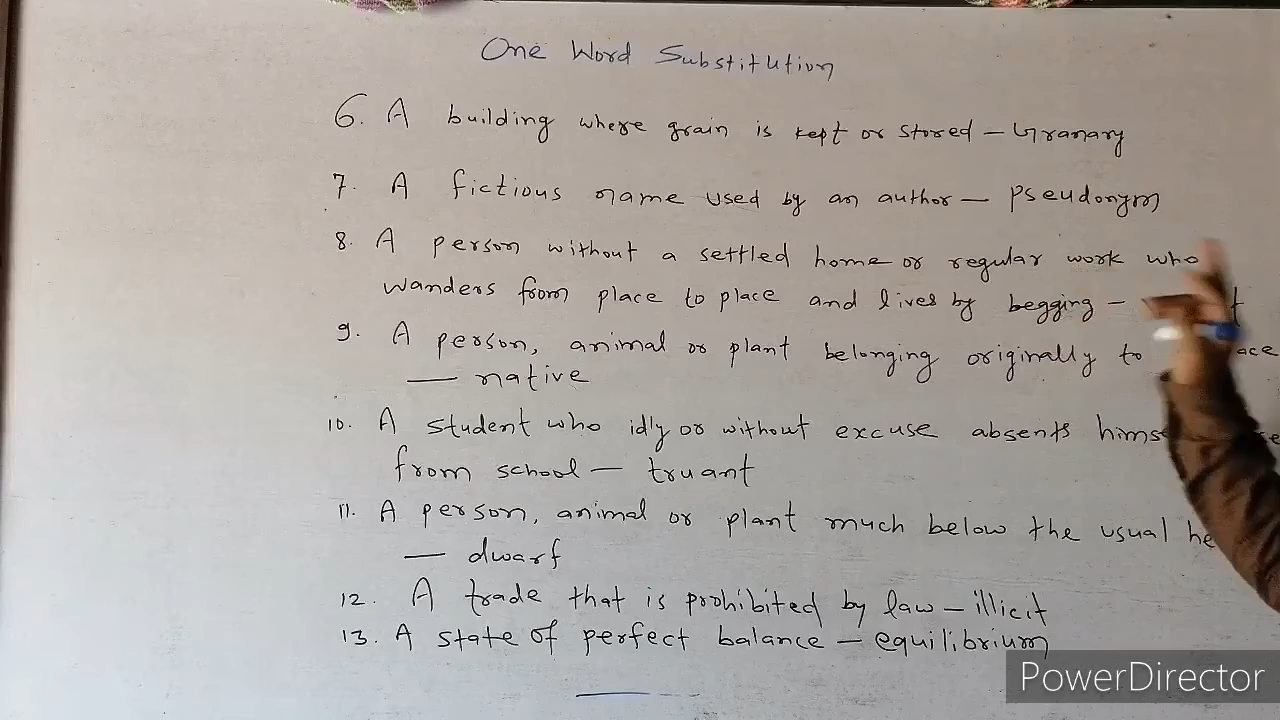 One Word Substitution
6. A building where grain is kept or stored - Granary
7. A fictious name used by an author - Pseudonym
8. A person without a settled home or regular work who
wanders from place to place and lives by begging -
9. A person, animal or plant belonging originally to
- native
10. A student who idly or without excuse absents
from school - truant
11. A person, animal or plant much below the usual
- dwarf
12. A trade that is prohibited by law - illicit
13. A state of perfect balance - equilibrium
PowerDirector